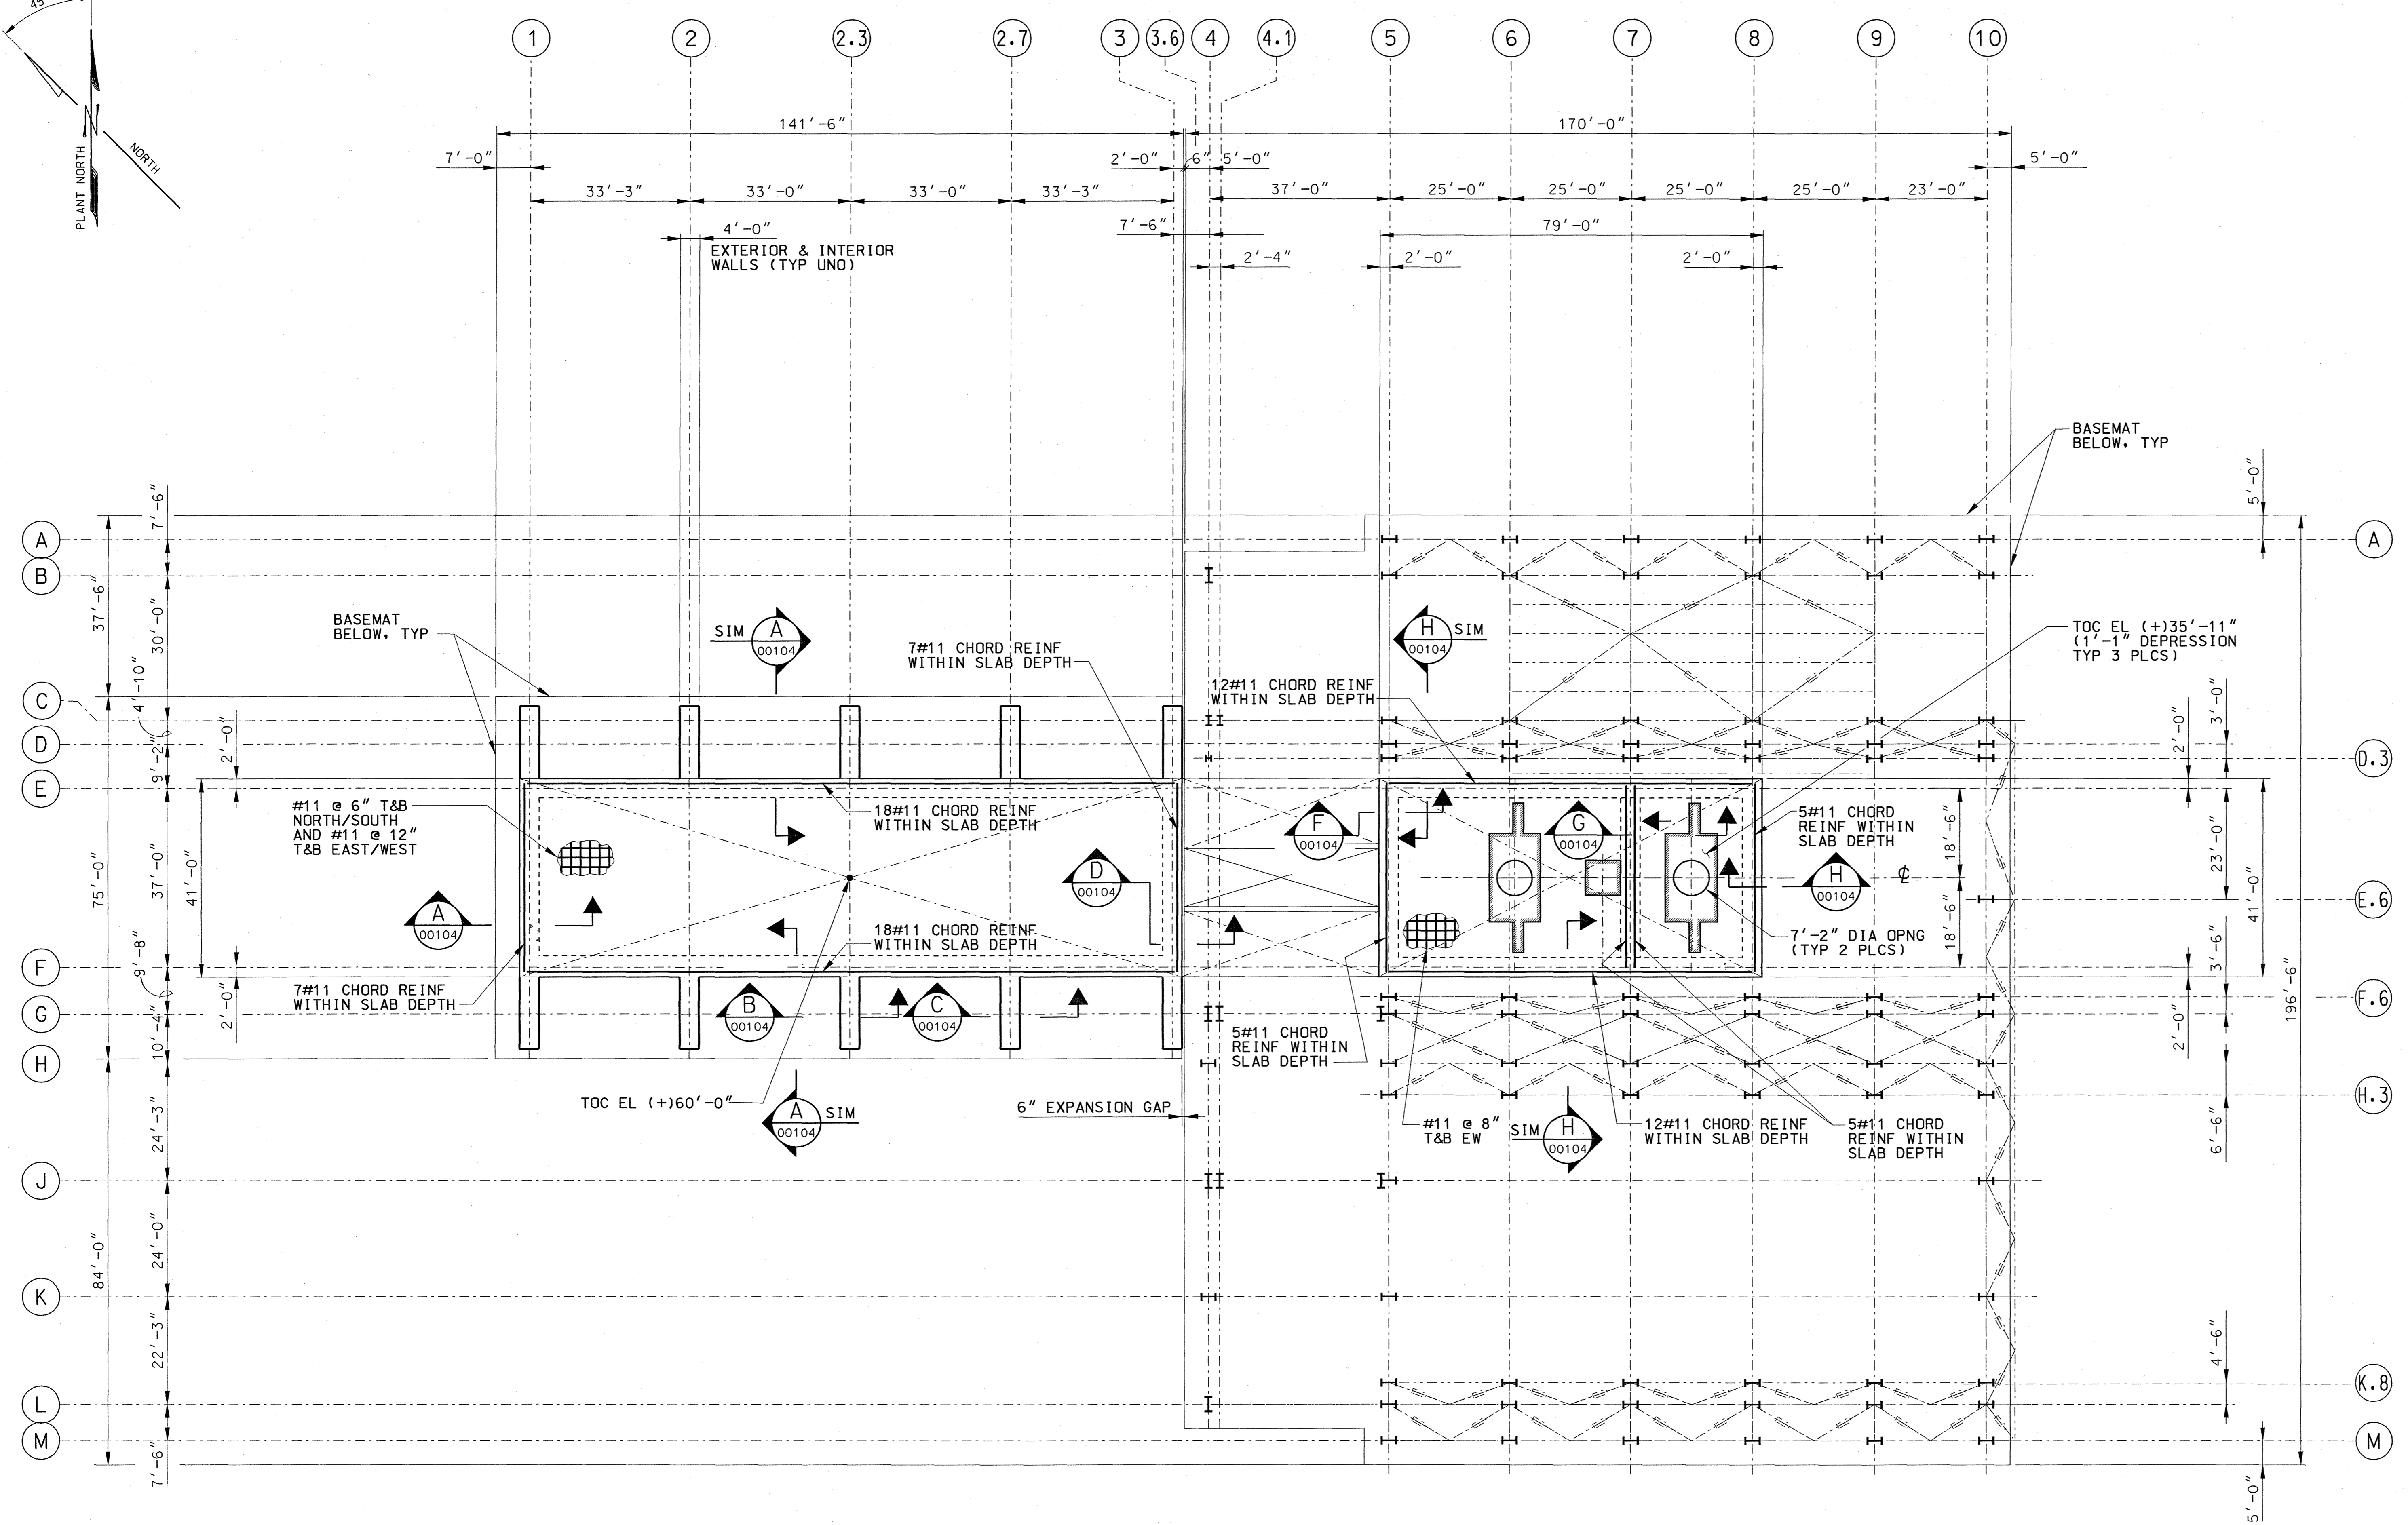 45
PLANT NORTH
NORTH
1
2
2.3
2.7
3
3.6
4
4.1
5
6
7
8
9
10
141'-6"
170'-0"
7'-0"
2'-0"
6"
5'-0"
5'-0"
33'-3"
33'-0"
33'-0"
33'-3"
37'-0"
25'-0"
25'-0"
25'-0"
25'-0"
23'-0"
4'-0"
7'-6"
79'-0"
EXTERIOR & INTERIOR
WALLS (TYP UNO)
2'-4"
2'-0"
2'-0"
BASEMAT
BELOW, TYP
5'-0"
7'-6"
A
A
B
37'-6"
30'-0"
BASEMAT
BELOW, TYP
SIM
A
00104
7#11 CHORD REINF
WITHIN SLAB DEPTH
H
00104
SIM
TOC EL (+)35'-11"
(1'-1" DEPRESSION
TYP 3 PLCS)
4'-10"
C
12#11 CHORD REINF
WITHIN SLAB DEPTH
3'-0"
D
9'-2"
2'-0"
2'-0"
D.3
E
#11 @ 6" T&B
NORTH/SOUTH
AND #11 @ 12"
T&B EAST/WEST
18#11 CHORD REINF
WITHIN SLAB DEPTH
F
00104
G
00104
5#11 CHORD
REINF WITHIN
SLAB DEPTH
18'-6"
23'-0"
75'-0"
37'-0"
41'-0"
D
00104
H
00104
℄
41'-0"
E.6
A
00104
18#11 CHORD REINF
WITHIN SLAB DEPTH
7'-2" DIA OPNG
(TYP 2 PLCS)
18'-6"
3'-6"
F
9'-8"
2'-0"
7#11 CHORD REINF
WITHIN SLAB DEPTH
B
00104
C
00104
F.6
196'-6"
G
10'-4"
5#11 CHORD
REINF WITHIN
SLAB DEPTH
2'-0"
H
TOC EL (+)60'-0"
A
00104
SIM
6" EXPANSION GAP
#11 @ 8"
T&B EW
SIM
H
00104
12#11 CHORD REINF
WITHIN SLAB DEPTH
5#11 CHORD
REINF WITHIN
SLAB DEPTH
H.3
6'-6"
24'-3"
J
84'-0"
24'-0"
K
22'-3"
4'-6"
K.8
L
M
M
7'-6"
5'-0"